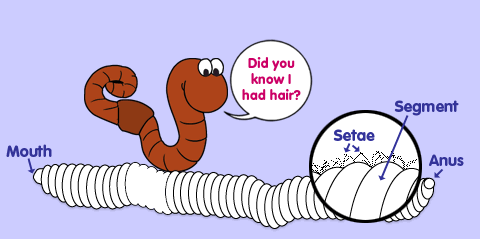 Did you
know I
had hair?
Segment
Setae
Mouth
Anus